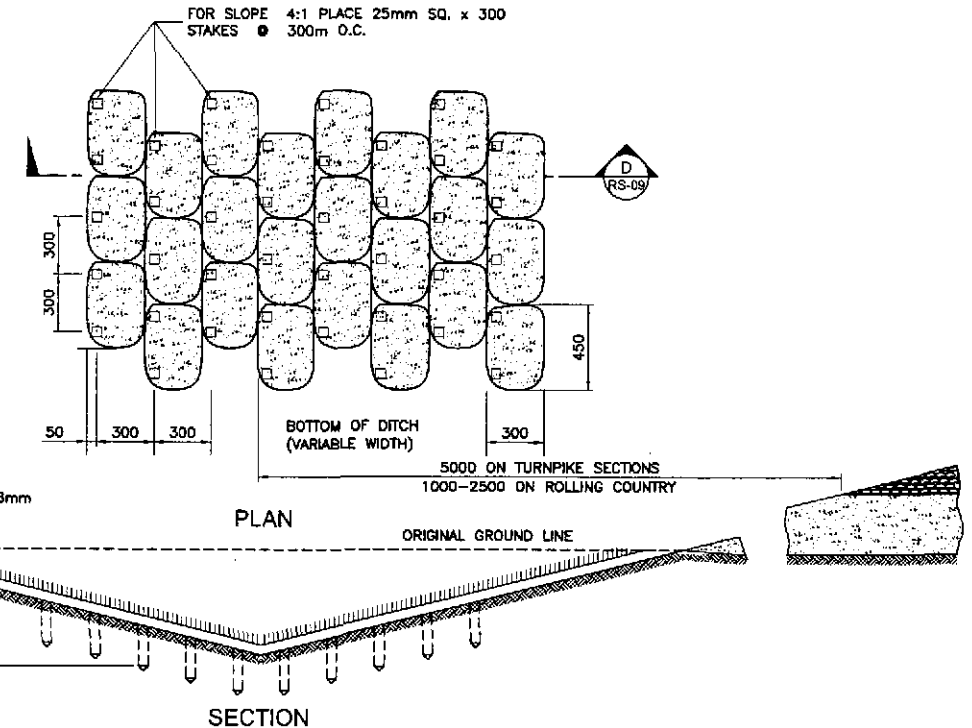 FOR SLOPE 4:1 PLACE 25mm SQ. x 300
STAKES @ 300m O.C.
D
RS-09
300
300
450
50
300
300
BOTTOM OF DITCH
(VARIABLE WIDTH)
300
5000 ON TURNPIKE SECTIONS
1000-2500 ON ROLLING COUNTRY
PLAN
ORIGINAL GROUND LINE
SECTION